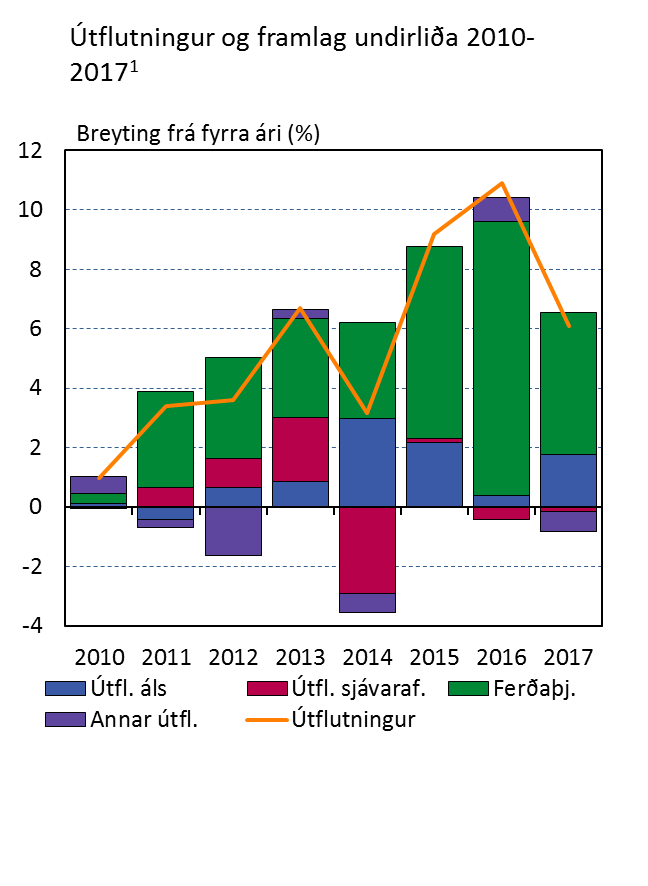 Útflutningur og framlag undirliða 2010-
2017¹
Breyting frá fyrra ári (%)
12
10
8
6
4
2
0
-2
-4
2010 2011 2012 2013 2014 2015 2016 2017
Útfl. áls Útfl. sjávaraf. Ferðaþj.
Annar útfl. Útflutningur